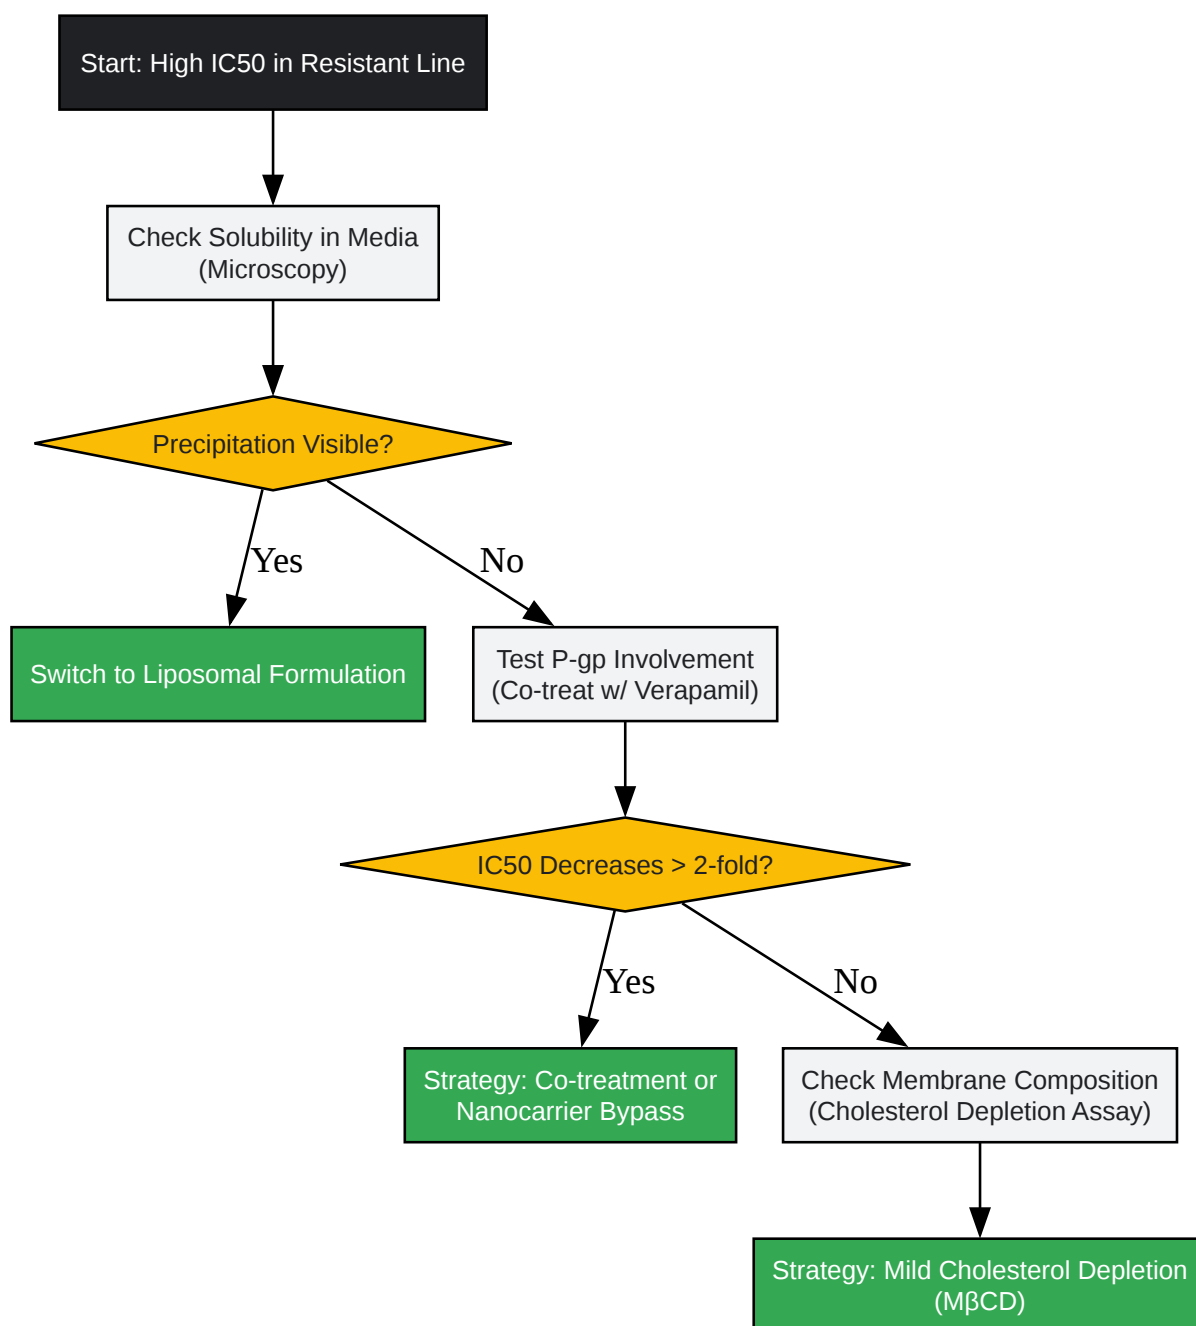 Start: High IC50 in Resistant Line
Check Solubility in Media
(Microscopy)
Precipitation Visible?
Yes
No
Switch to Liposomal Formulation
Test P-gp Involvement
(Co-treat w/ Verapamil)
IC50 Decreases > 2-fold?
Yes
No
Strategy: Co-treatment or
Nanocarrier Bypass
Check Membrane Composition
(Cholesterol Depletion Assay)
Strategy: Mild Cholesterol Depletion
(MβCD)